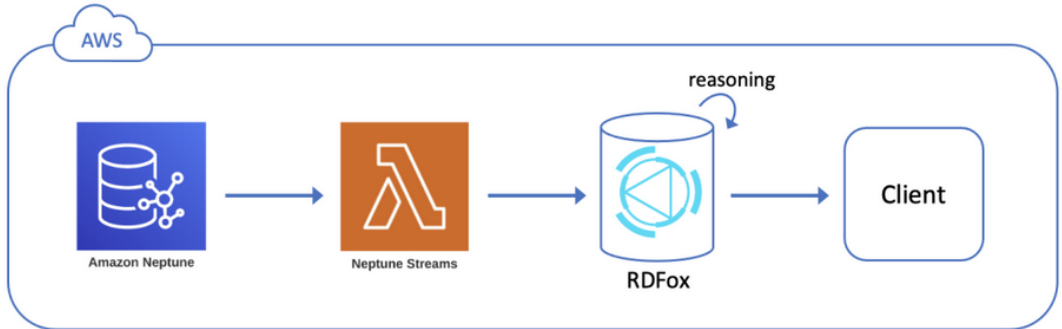 AWS
reasoning
Amazon Neptune
Neptune Streams
RDFox
Client